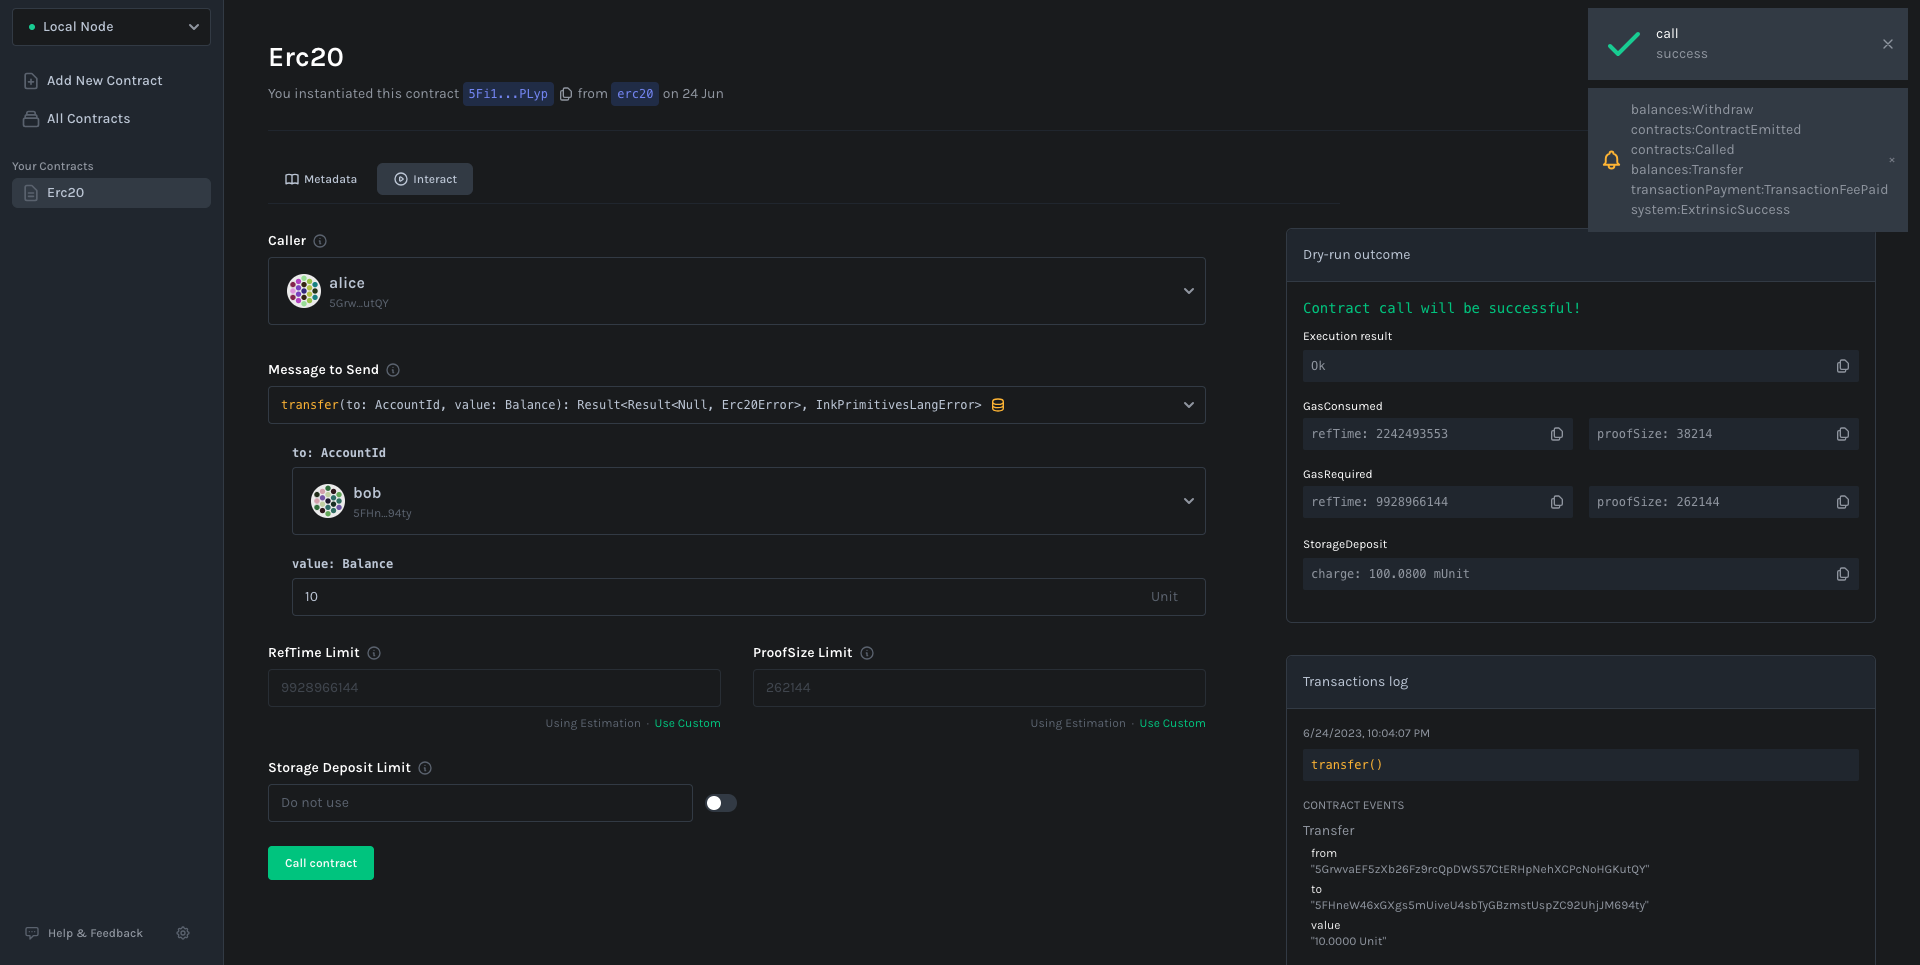 Local Node
Add New Contract
All Contracts
Your Contracts
Erc20
Help & Feedback
Erc20
You instantiated this contract 5Fi1...PLyp from erc20 on 24 Jun
Metadata
Interact
Caller
alice
5Grw...utQY
Message to Send
transfer(to: AccountId, value: Balance): Result<Result<Null, Erc20Error>, InkPrimitivesLangError>
to: AccountId
bob
5FHn...94ty
value: Balance
10 Unit
RefTime Limit
9928966144
Using Estimation · Use Custom
ProofSize Limit
262144
Using Estimation · Use Custom
Storage Deposit Limit
Do not use
Call contract
call
success
balances:Withdraw
contracts:ContractEmitted
contracts:Called
balances:Transfer
transactionPayment:TransactionFeePaid
system:ExtrinsicSuccess
Dry-run outcome
Contract call will be successful!
Execution result
Ok
GasConsumed
refTime: 2242493553
proofSize: 38214
GasRequired
refTime: 9928966144
proofSize: 262144
StorageDeposit
charge: 100.0800 mUnit
Transactions log
6/24/2023, 10:04:07 PM
transfer()
CONTRACT EVENTS
Transfer
from
"5GrwvaEF5zXb26Fz9rcQpDWS57CtERHpNehXCPcNoHGKutQY"
to
"5FHneW46xGXgs5mUiveU4sbTyGBzmstUspZC92UhjJM694ty"
value
"10.0000 Unit"